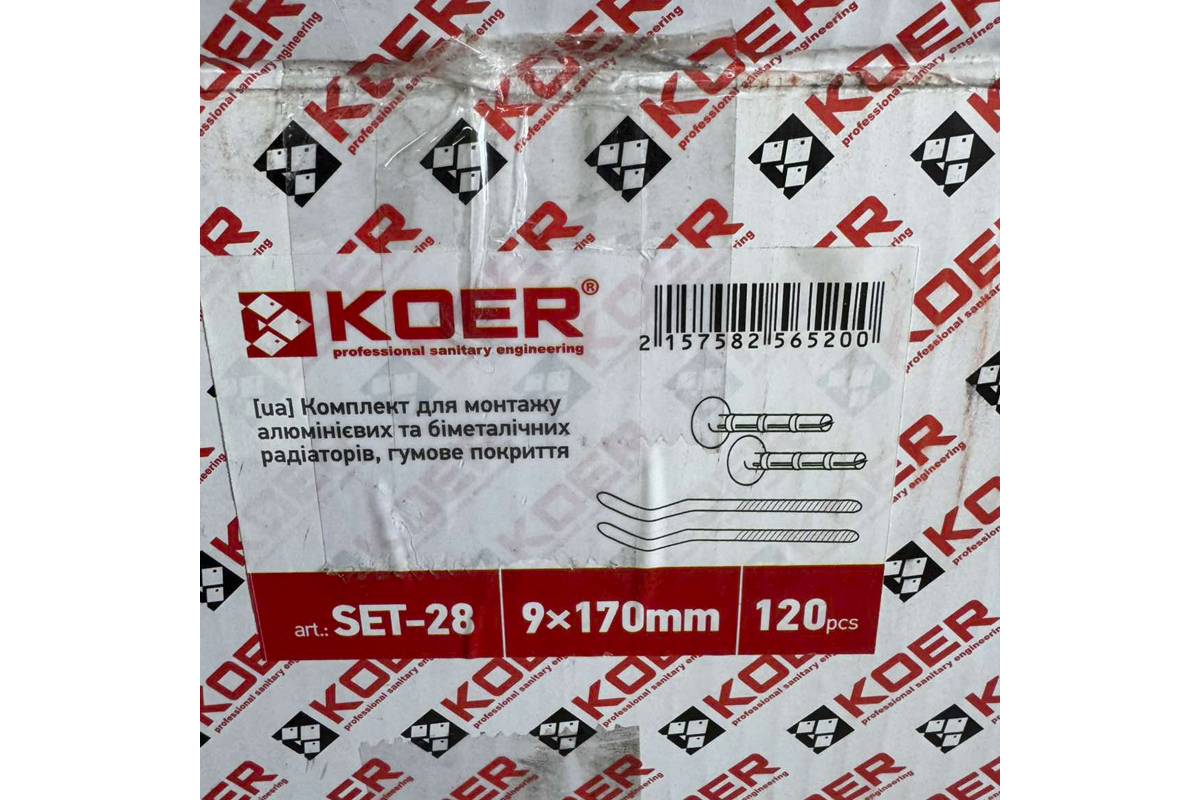 KOER®
professional sanitary engineering
2 157582 565200
[ua] Комплект для монтажу
алюмінієвих та біметалічних
радіаторів, гумове покриття
art.: SET-28
9×170mm
120pcs